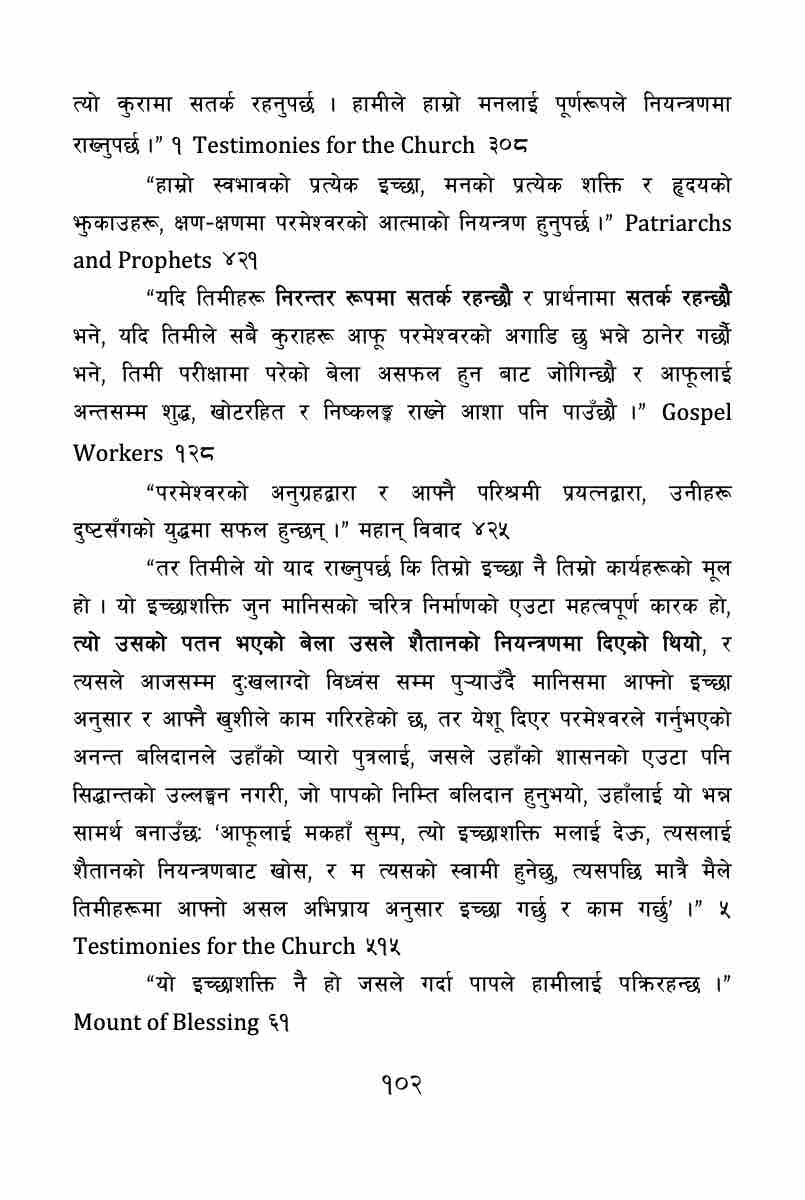 त्यो कुरामा सतर्क रहनुपर्छ । हामीले हाम्रो मनलाई पूर्णरूपले नियन्त्रणमा
राख्नुपर्छ ।” १ Testimonies for the Church ३०८
“हाम्रो स्वभावको प्रत्येक इच्छा, मनको प्रत्येक शक्ति र हृदयको
झुकाउहरू, क्षण-क्षणमा परमेश्वरको आत्माको नियन्त्रण हुनुपर्छ ।” Patriarchs
and Prophets ४२१
“यदि तिमीहरू निरन्तर रूपमा सतर्क रहन्छौ र प्रार्थनामा सतर्क रहन्छौ
भने, यदि तिमीले सबै कुराहरू आफू परमेश्वरको अगाडि छु भन्ने ठानेर गर्छौ
भने, तिमी परीक्षामा परेको बेला असफल हुन बाट जोगिन्छौ र आफूलाई
अन्तसम्म शुद्ध, खोटरहित र निष्कलङ्क राख्ने आशा पनि पाउँछौ ।” Gospel
Workers १२८
“परमेश्वरको अनुग्रहद्वारा र आफ्नै परिश्रमी प्रयत्नद्वारा, उनीहरू
दुष्टसँगको युद्धमा सफल हुन्छन् ।” महान् विवाद ४२५
“तर तिमीले यो याद राख्नुपर्छ कि तिम्रो इच्छा नै तिम्रो कार्यहरूको मूल
हो । यो इच्छाशक्ति जुन मानिसको चरित्र निर्माणको एउटा महत्वपूर्ण कारक हो,
त्यो उसको पतन भएको बेला उसले शैतानको नियन्त्रणमा दिएको थियो, र
त्यसले आजसम्म दुःखलाग्दो विध्वंस सम्म पुऱ्याउँदै मानिसमा आफ्नो इच्छा
अनुसार र आफ्नै खुशीले काम गरिरहेको छ, तर येशू दिएर परमेश्वरले गर्नुभएको
अनन्त बलिदानले उहाँको प्यारो पुत्रलाई, जसले उहाँको शासनको एउटा पनि
सिद्धान्तको उल्लङ्घन नगरी, जो पापको निम्ति बलिदान हुनुभयो, उहाँलाई यो भन्न
सामर्थ बनाउँछः ‘आफूलाई मकहाँ सुम्प, त्यो इच्छाशक्ति मलाई देऊ, त्यसलाई
शैतानको नियन्त्रणबाट खोस, र म त्यसको स्वामी हुनेछु, त्यसपछि मात्रै मैले
तिमीहरूमा आफ्नो असल अभिप्राय अनुसार इच्छा गर्छु र काम गर्छु’ ।” ५
Testimonies for the Church ५१५
“यो इच्छाशक्ति नै हो जसले गर्दा पापले हामीलाई पक्रिरहन्छ ।”
Mount of Blessing ६१
१०२